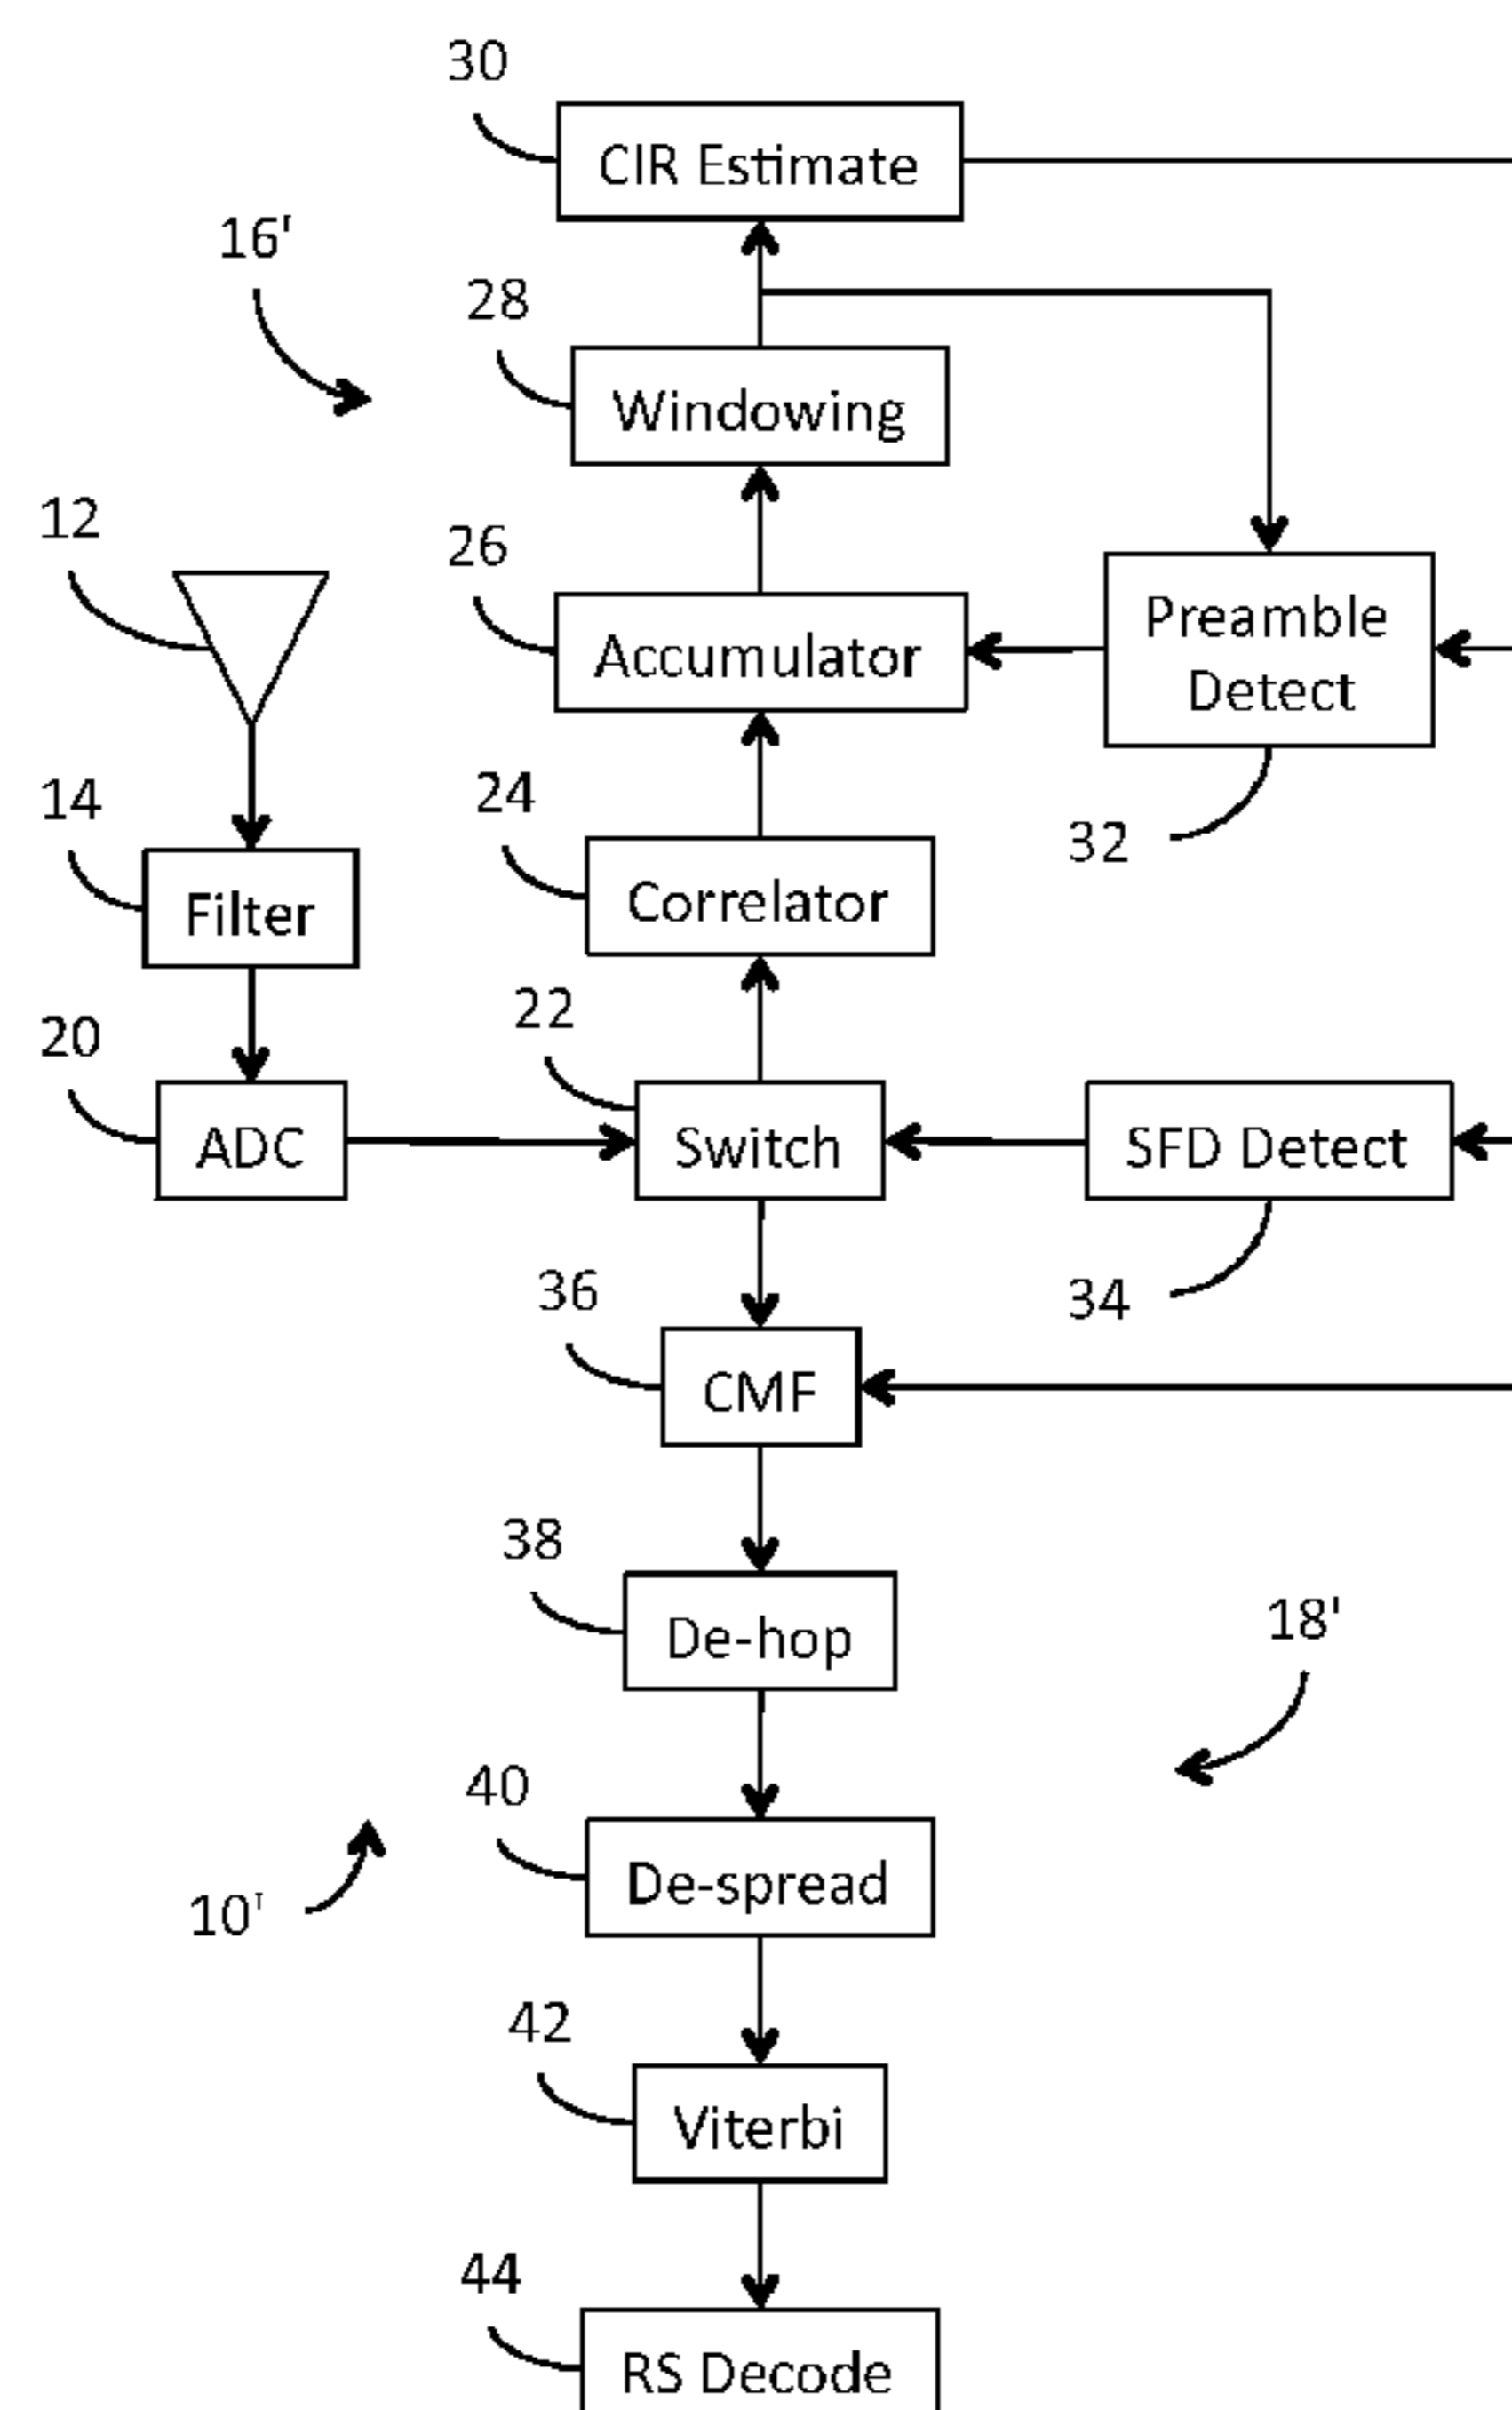 30
CIR Estimate
16'
28
Windowing
12
26
Accumulator
Preamble
Detect
14
24
32
Filter
Correlator
20
22
ADC
Switch
SFD Detect
36
34
CMF
38
De-hop
18'
40
De-spread
10'
42
Viterbi
44
RS Decode